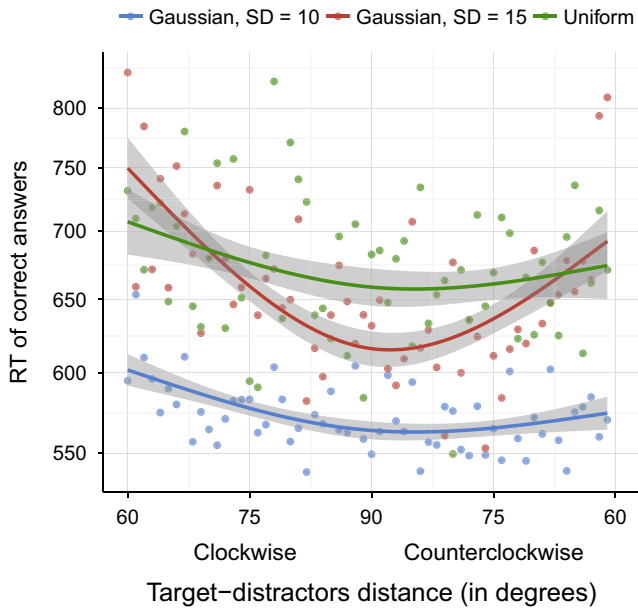 Gaussian, SD = 10 Gaussian, SD = 15 Uniform
800
750
700
650
600
550
RT of correct answers
60 75 90 75 60
Clockwise Counterclockwise
Target−distractors distance (in degrees)